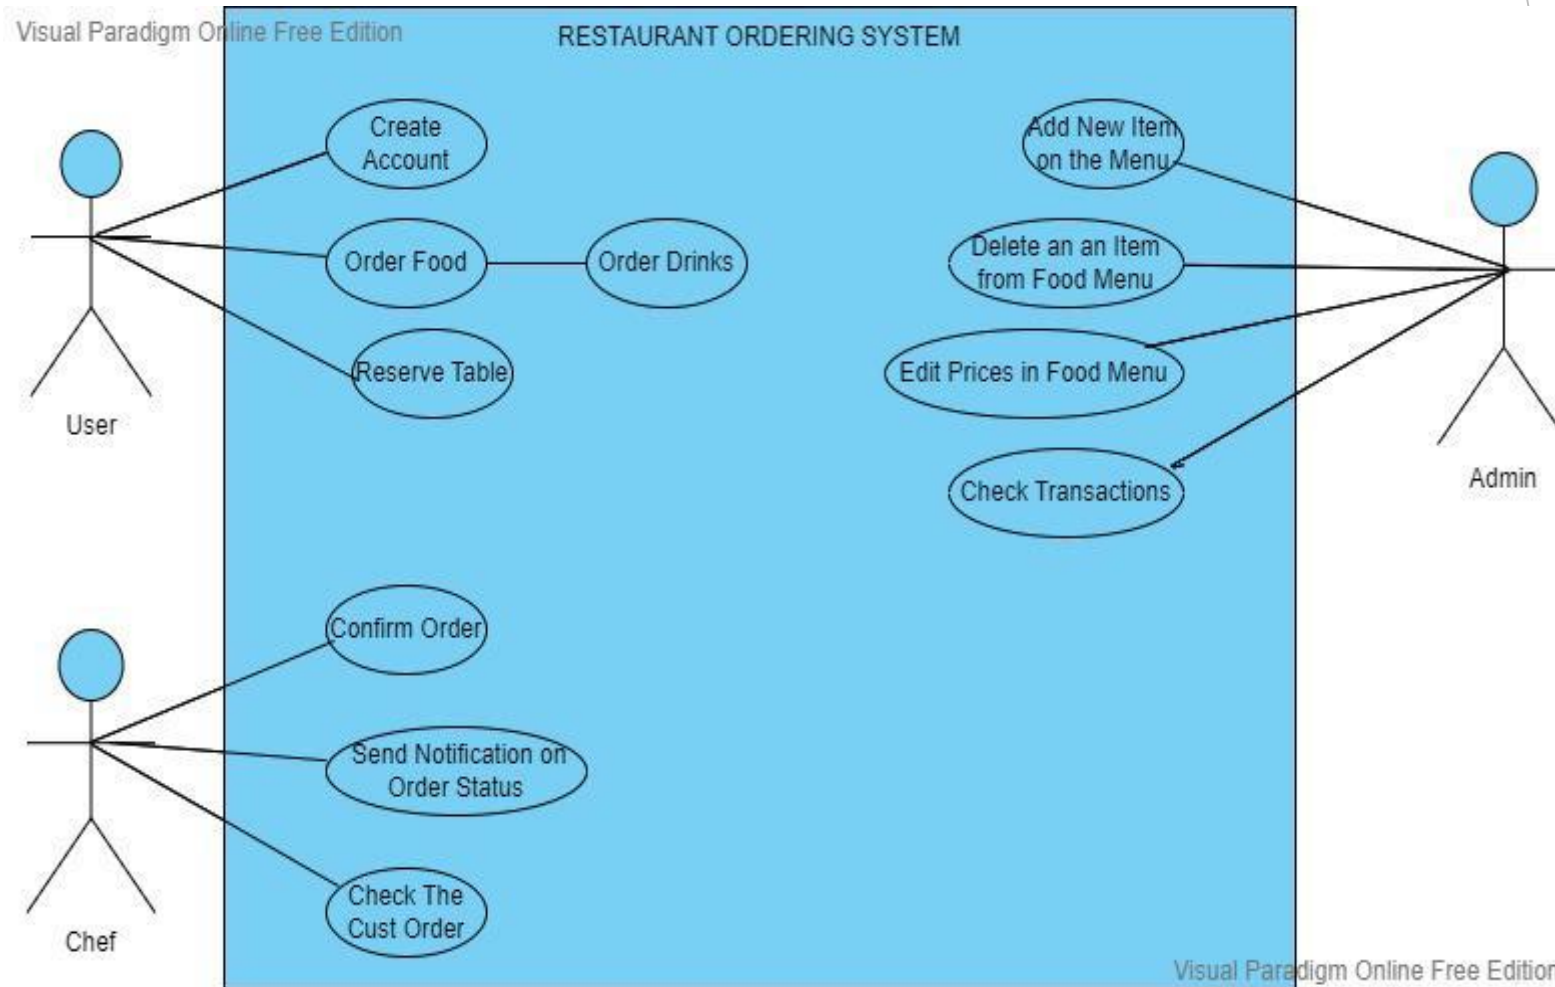 Visual Paradigm Online Free Edition
RESTAURANT ORDERING SYSTEM
Create
Account
Order Food
Order Drinks
Reserve Table
User
Add New Item
on the Menu
Delete an an Item
from Food Menu
Edit Prices in Food Menu
Check Transactions
Admin
Confirm Order
Send Notification on
Order Status
Check The
Cust Order
Chef
Visual Paradigm Online Free Edition